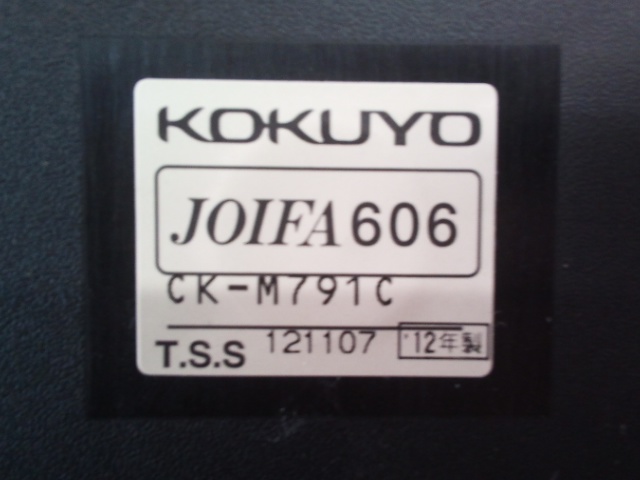 KOKUYO
JOIFA 606
CK-M791C
T.S.S 121107 '12年製